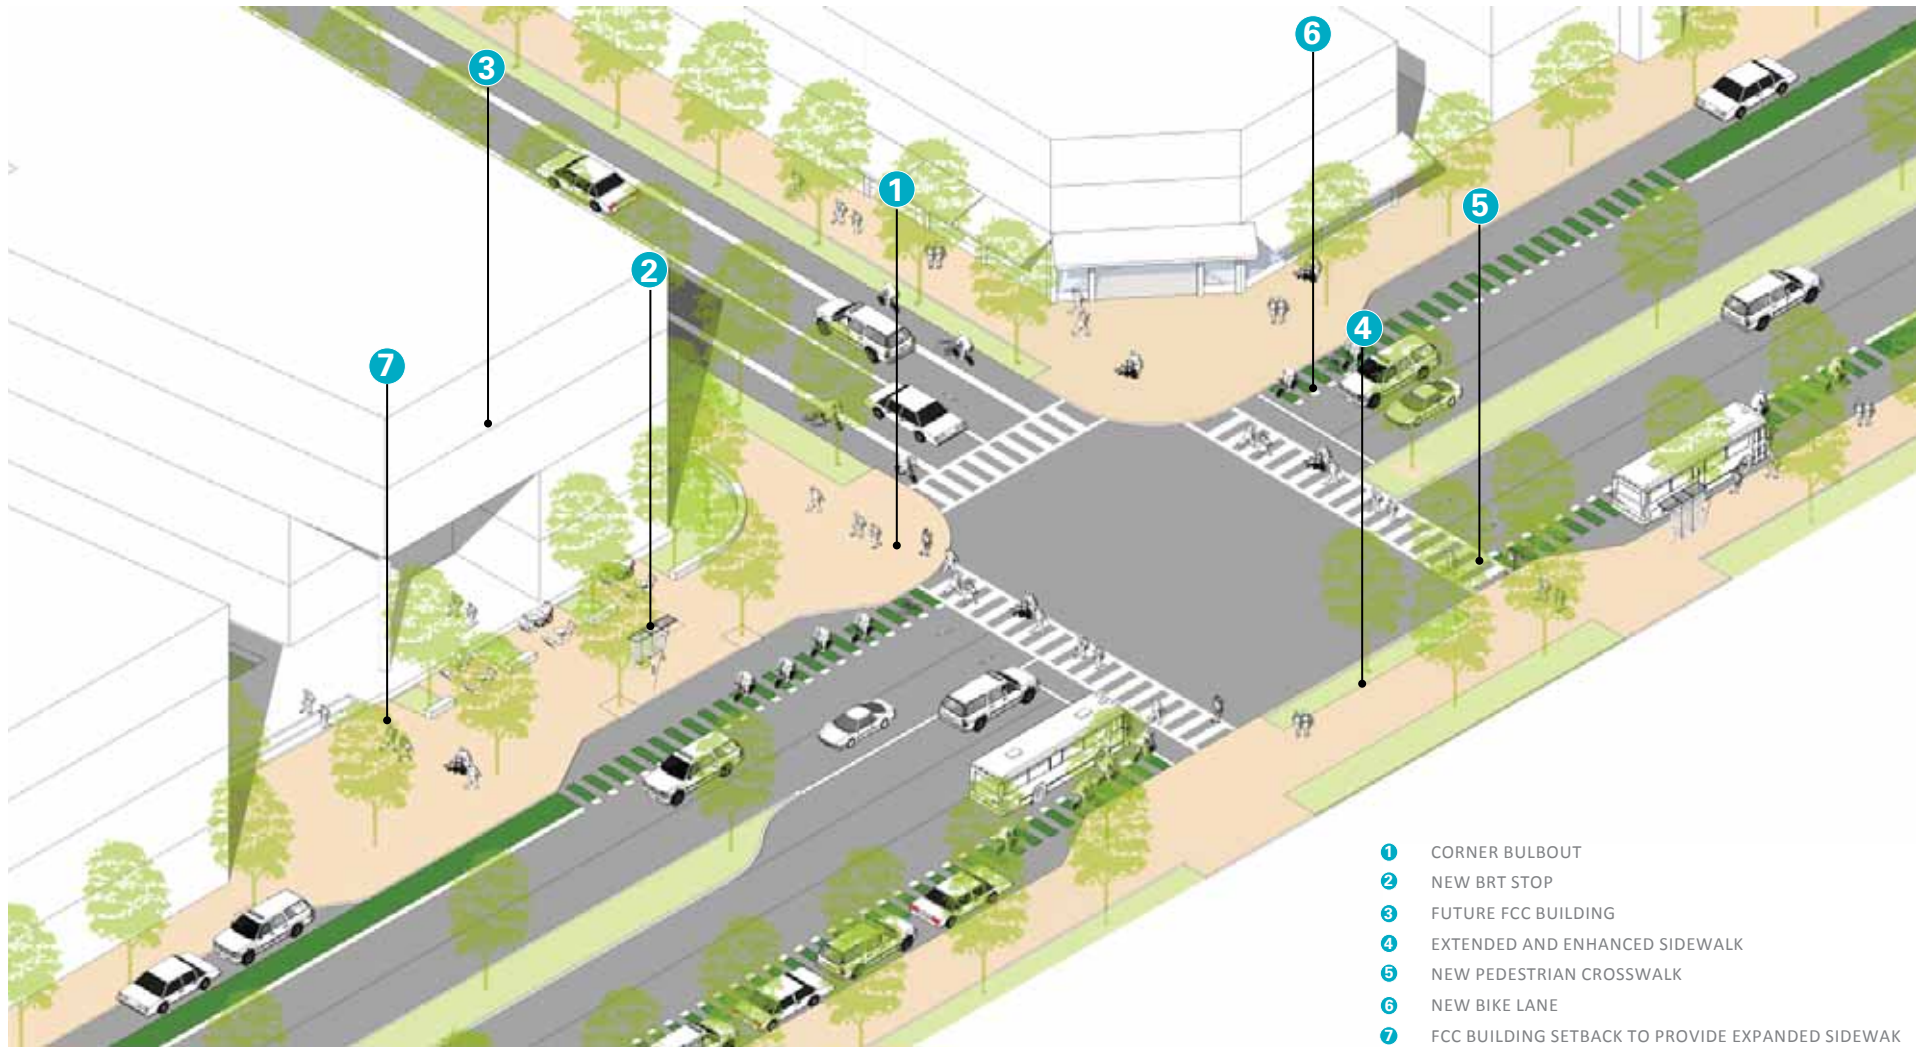 6
3
1
5
2
4
7
1 CORNER BULBOUT
2 NEW BRT STOP
3 FUTURE FCC BUILDING
4 EXTENDED AND ENHANCED SIDEWALK
5 NEW PEDESTRIAN CROSSWALK
6 NEW BIKE LANE
7 FCC BUILDING SETBACK TO PROVIDE EXPANDED SIDEWAK